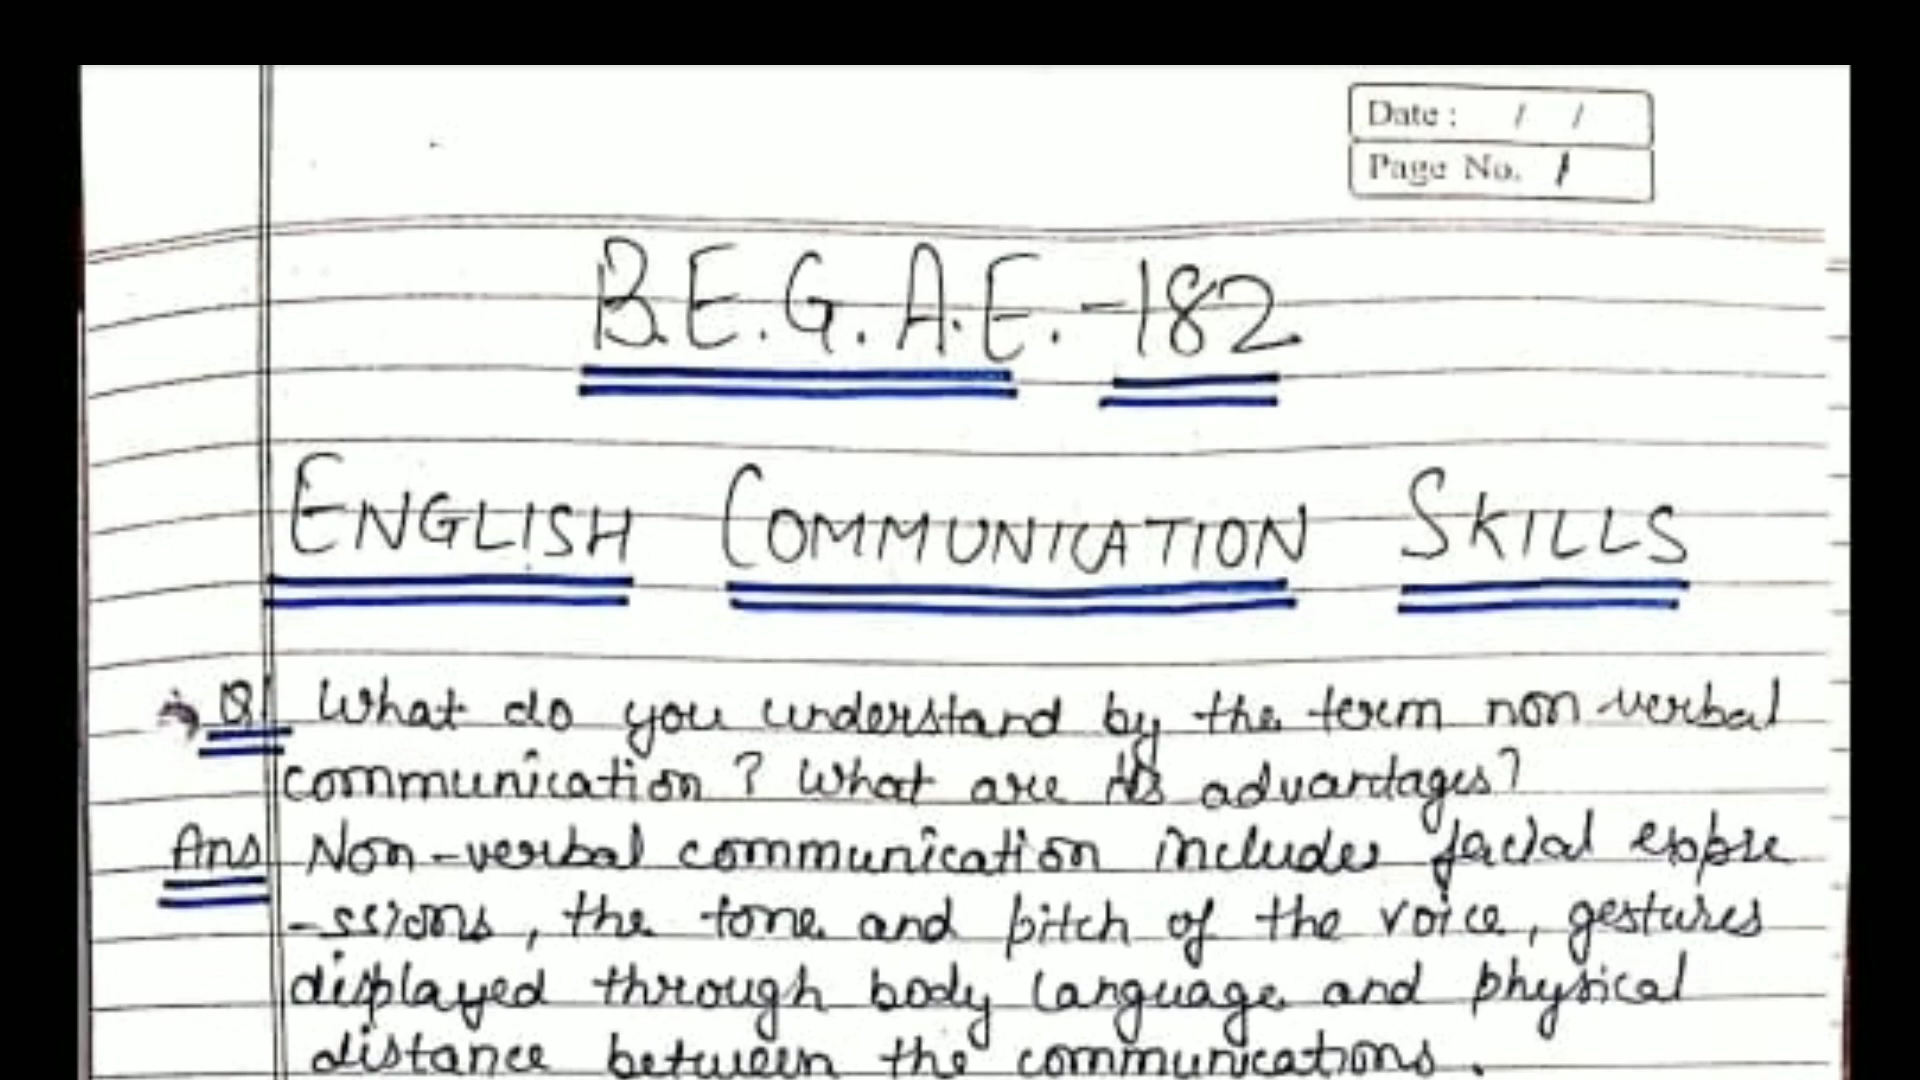 Date : / /
Page No. 1
B.E.G.A.E.-182
ENGLISH COMMUNICATION SKILLS
Q1 What do you understand by the term non-verbal
communication? What are its advantages?
Ans Non-verbal communication includes facial expre
-ssions, the tone and pitch of the voice, gestures
displayed through body language and physical
distance between the communications.